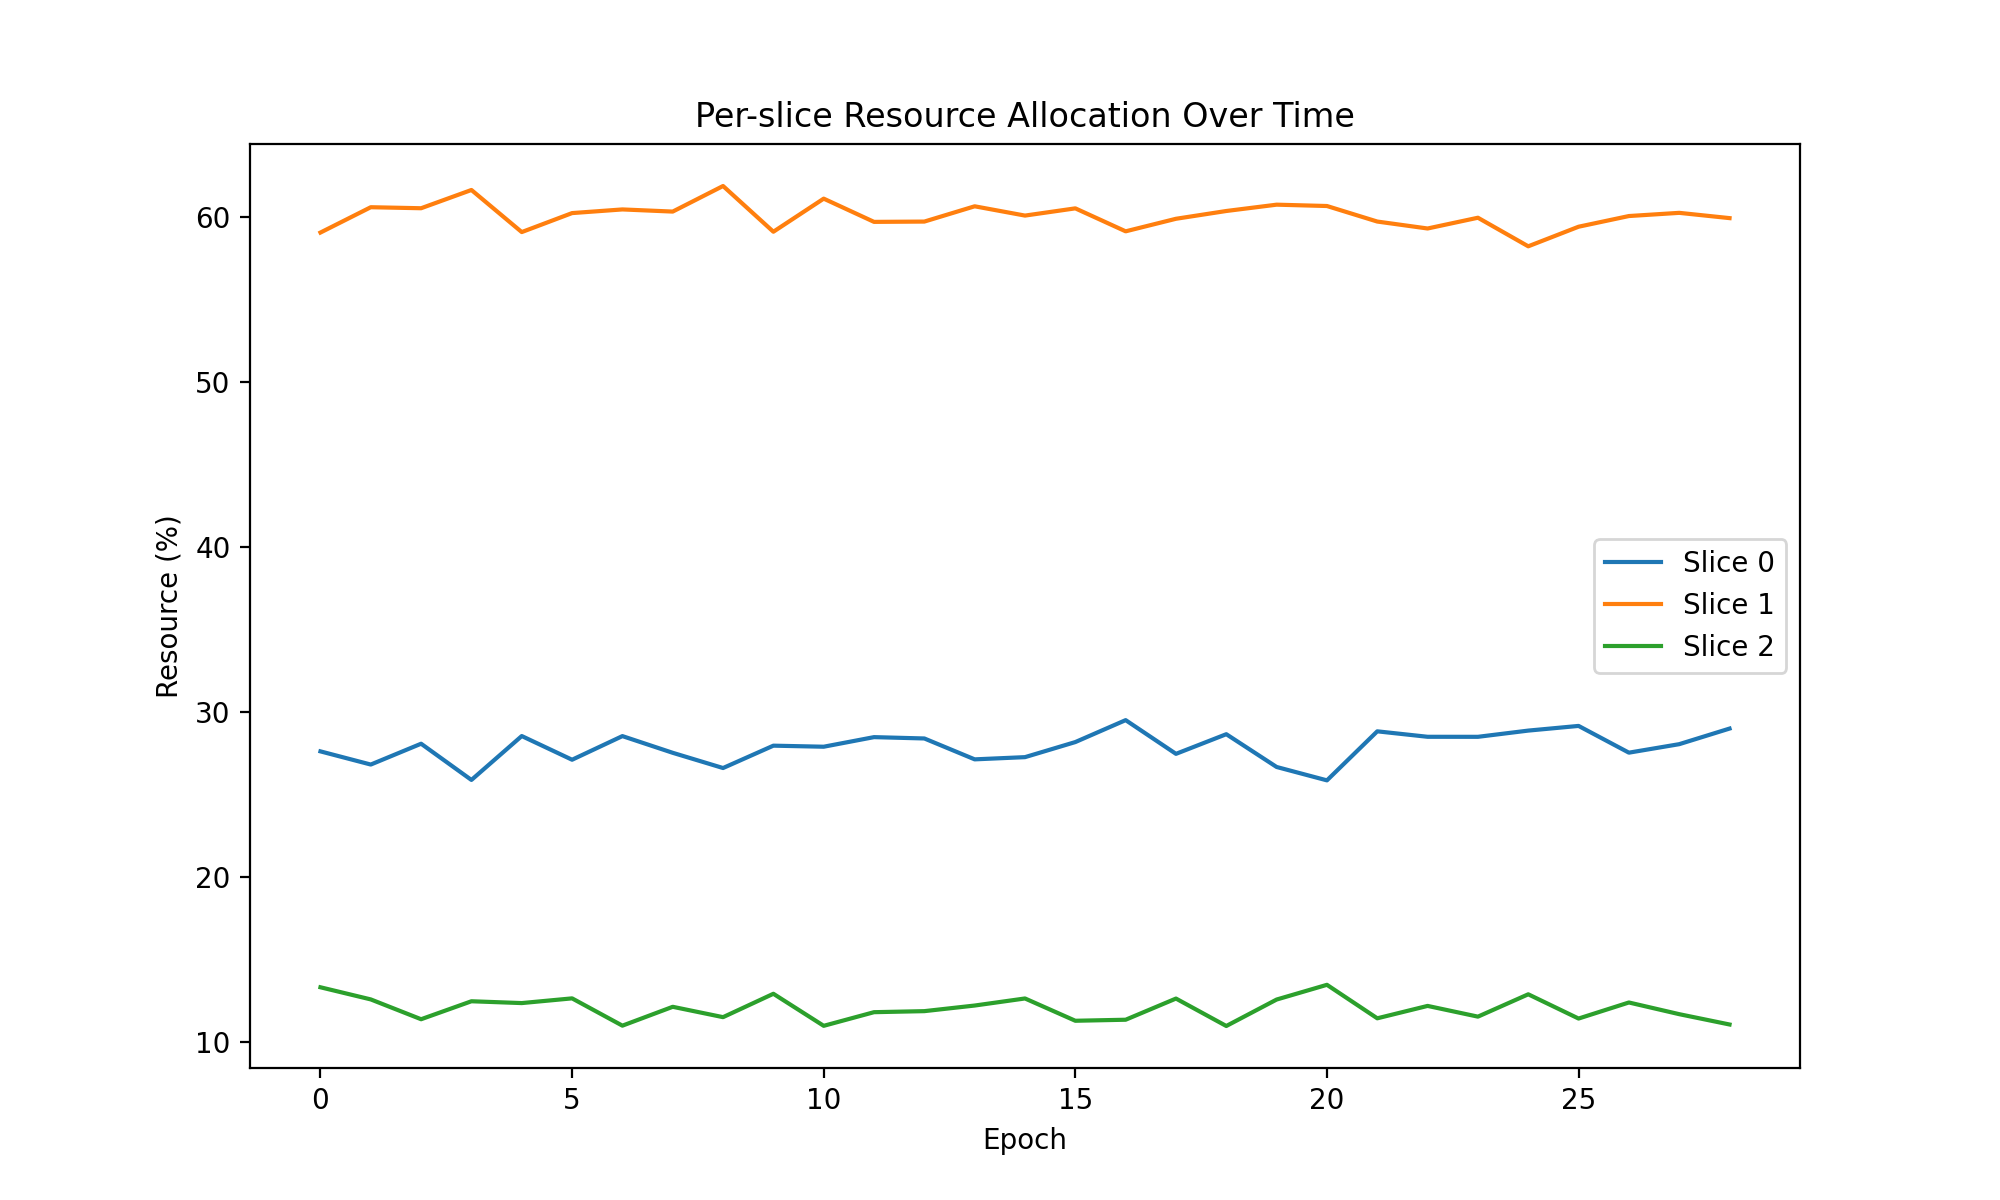 Per-slice Resource Allocation Over Time
60
50
40
30
20
10
Resource (%)
Slice 0
Slice 1
Slice 2
0 5 10 15 20 25
Epoch